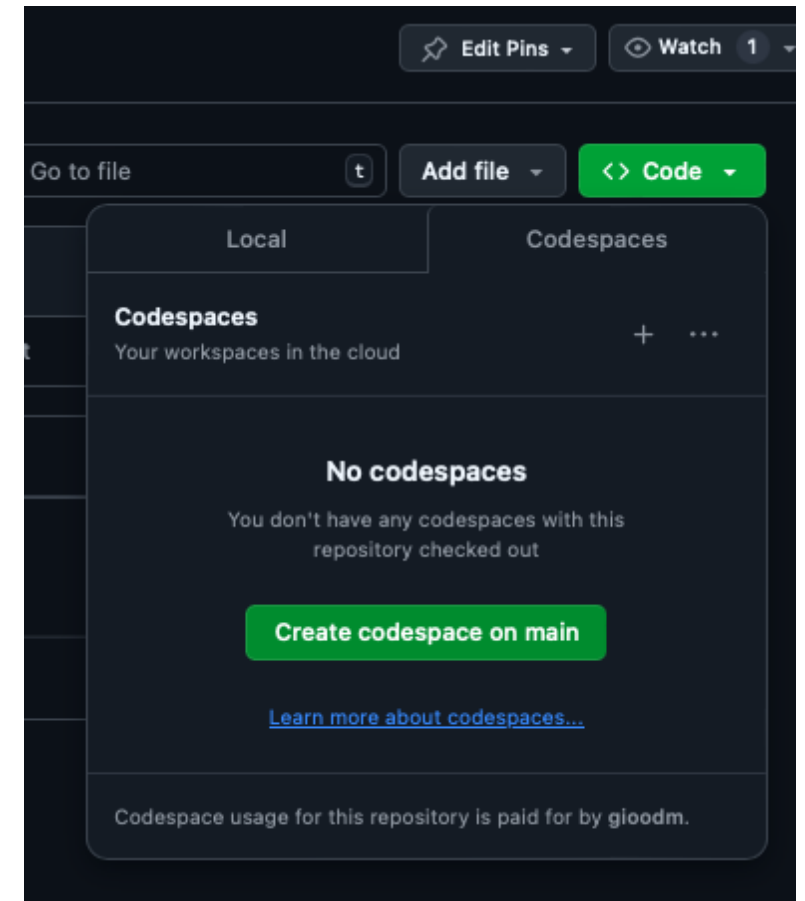 Edit Pins
Watch 1
Go to file t
Add file
<> Code
Local
Codespaces
Codespaces
Your workspaces in the cloud
No codespaces
You don't have any codespaces with this
repository checked out
Create codespace on main
Learn more about codespaces...
Codespace usage for this repository is paid for by gioodm.